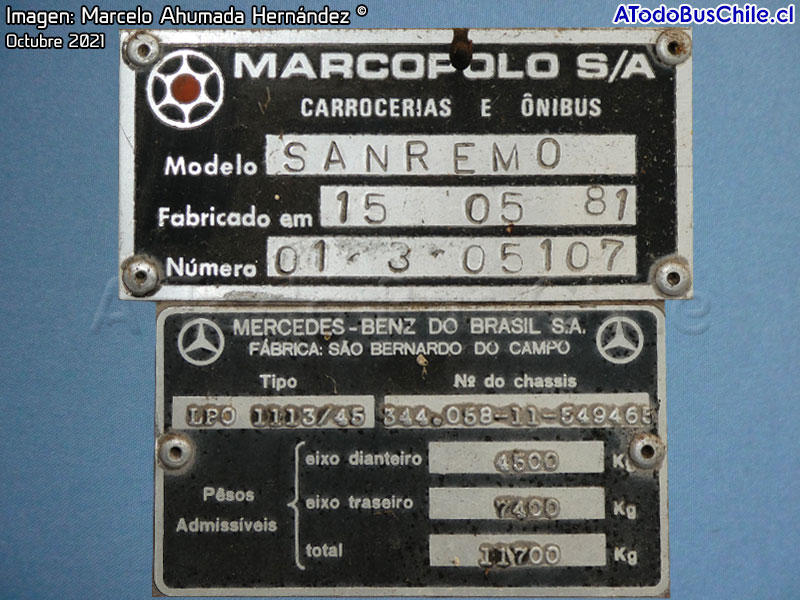 Imagen: Marcelo Ahumada Hernández ©
Octubre 2021
ATodoBusChile.cl
MARCOPOLO S/A
CARROCERIAS E ÔNIBUS
Modelo SANREMO
Fabricado em 15 05 81
Número 01-3-05107
MERCEDES-BENZ DO BRASIL S.A.
FÁBRICA: SÃO BERNARDO DO CAMPO
Tipo Nº do chassis
LPO 1113/45 344.058-11-549465
Pêsos Admissíveis
eixo dianteiro 4500 Kg
eixo traseiro 7400 Kg
total 11700 Kg